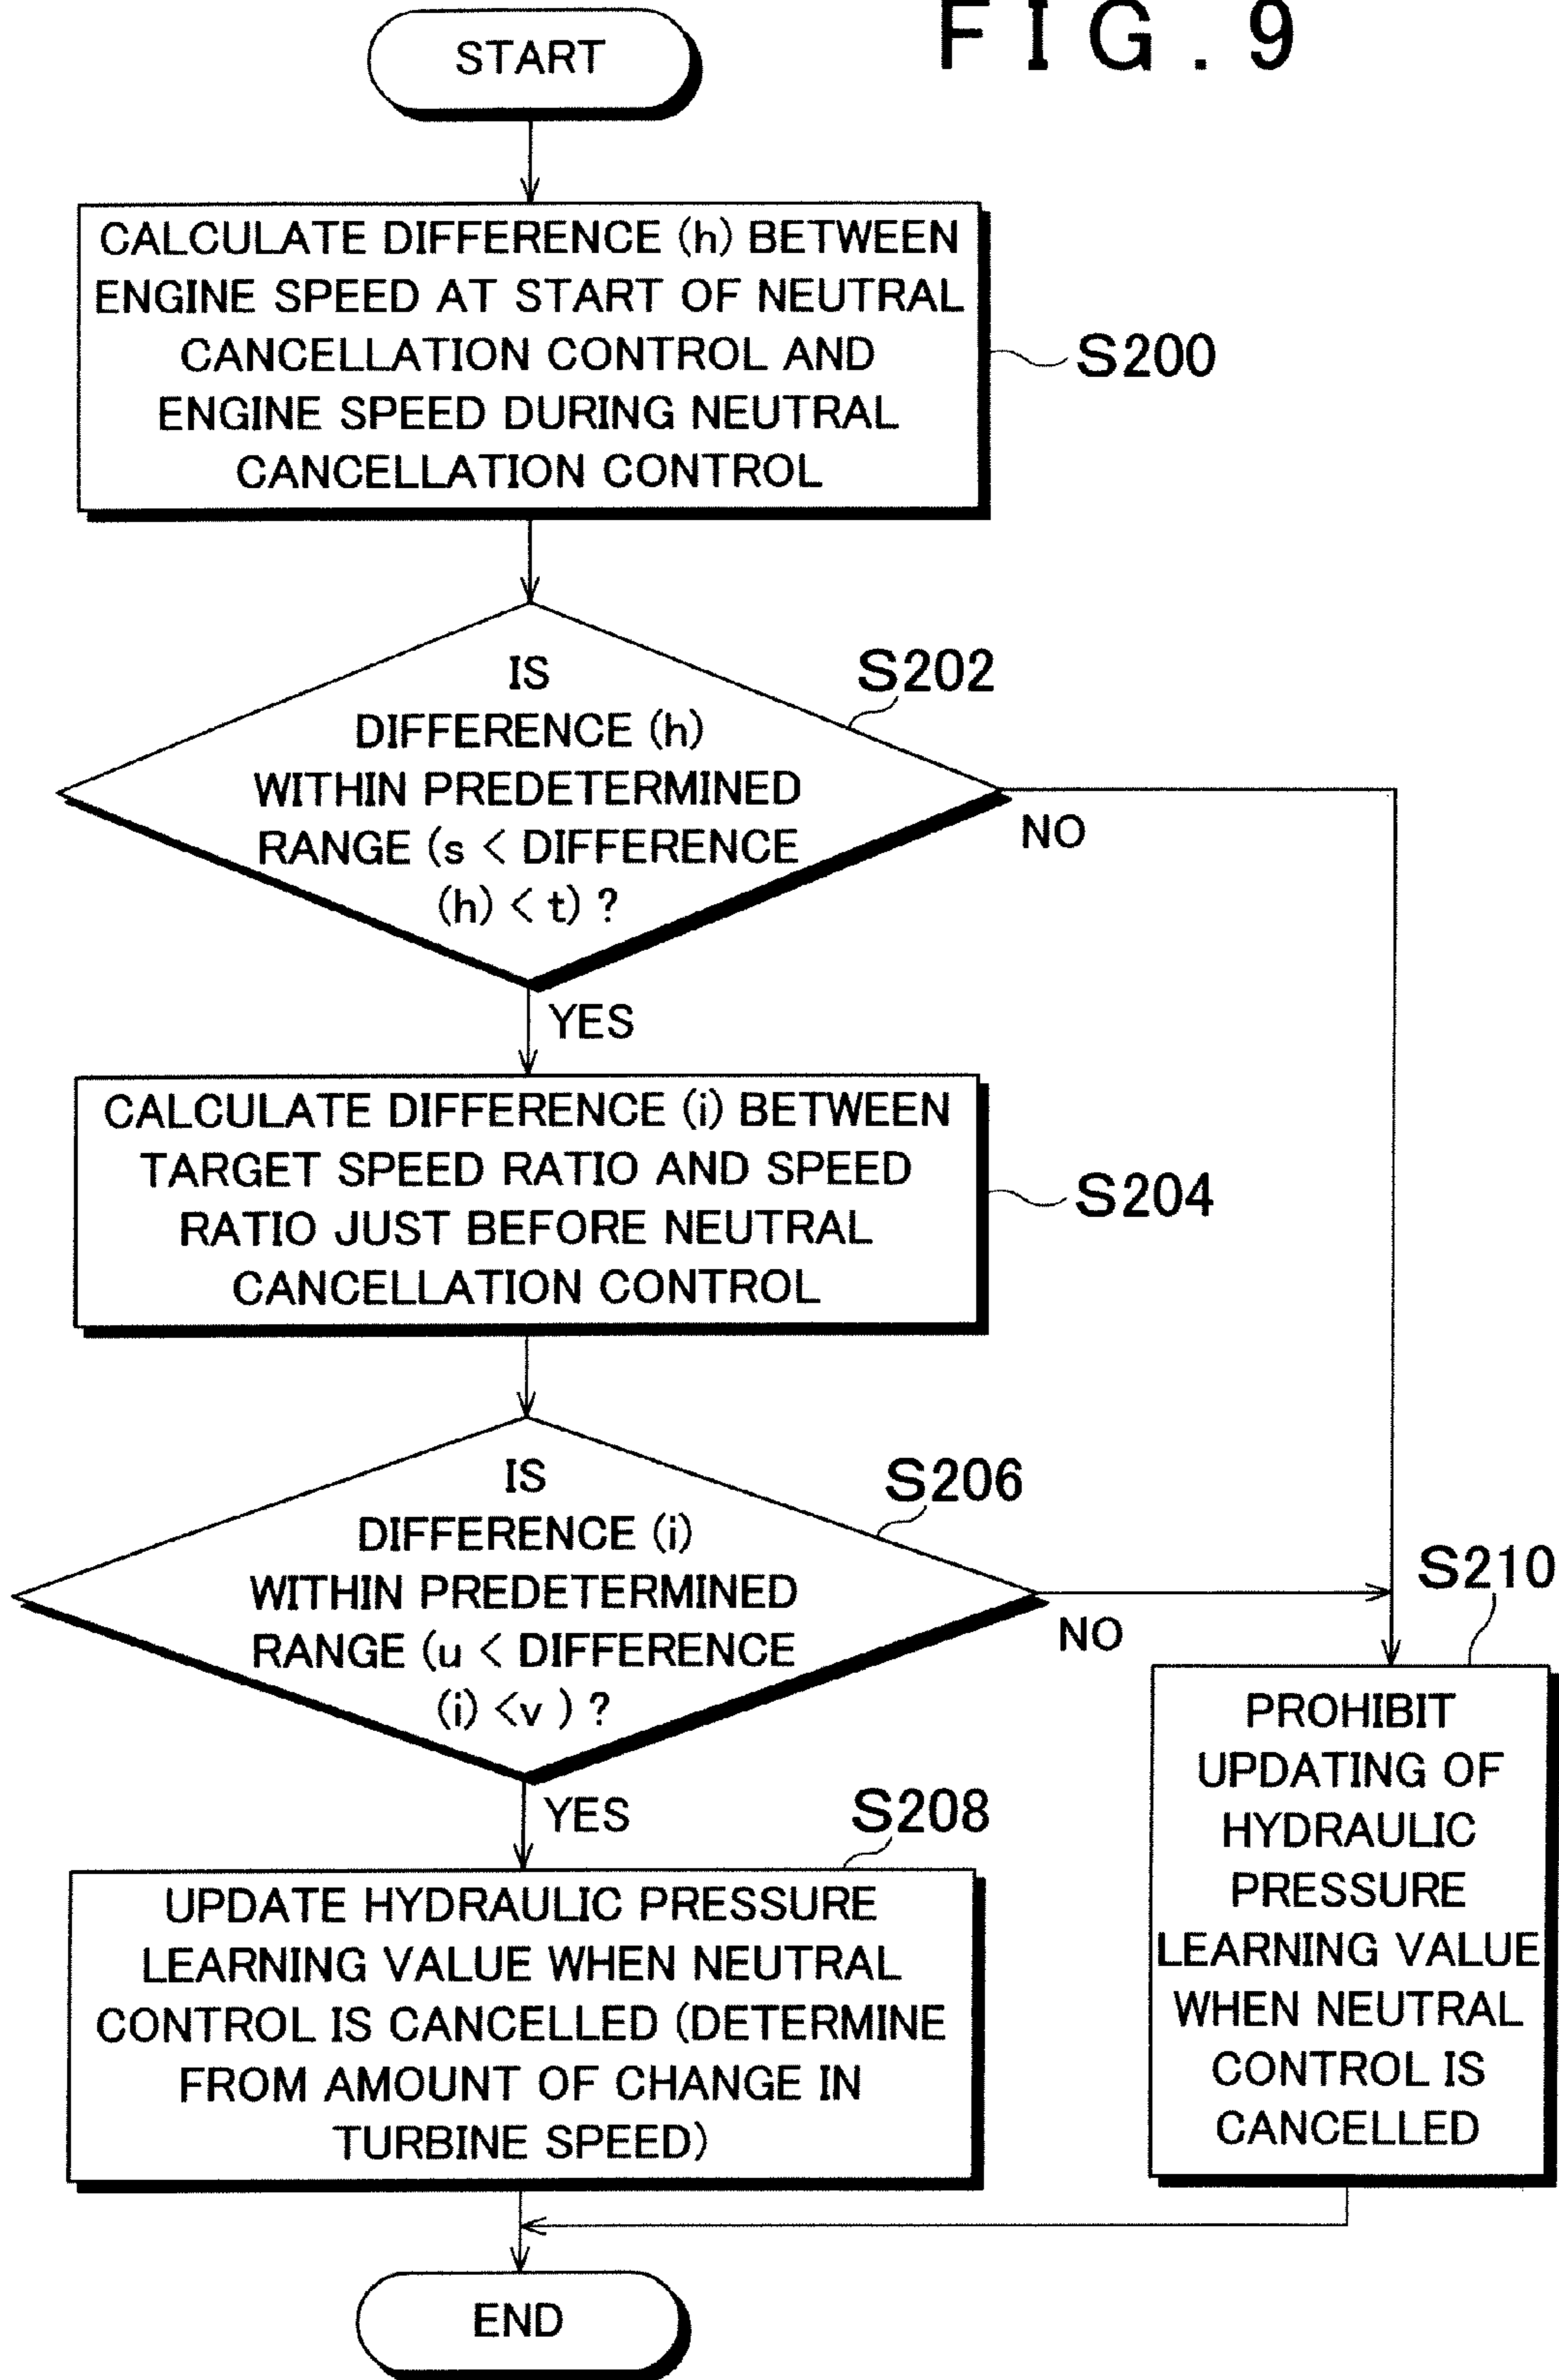 FIG. 9
START
CALCULATE DIFFERENCE (h) BETWEEN
ENGINE SPEED AT START OF NEUTRAL
CANCELLATION CONTROL AND
ENGINE SPEED DURING NEUTRAL
CANCELLATION CONTROL
S200
IS
DIFFERENCE (h)
WITHIN PREDETERMINED
RANGE (s < DIFFERENCE
(h) < t) ?
S202
NO
YES
CALCULATE DIFFERENCE (i) BETWEEN
TARGET SPEED RATIO AND SPEED
RATIO JUST BEFORE NEUTRAL
CANCELLATION CONTROL
S204
IS
DIFFERENCE (i)
WITHIN PREDETERMINED
RANGE (u < DIFFERENCE
(i) <v ) ?
S206
NO
YES
S208
UPDATE HYDRAULIC PRESSURE
LEARNING VALUE WHEN NEUTRAL
CONTROL IS CANCELLED (DETERMINE
FROM AMOUNT OF CHANGE IN
TURBINE SPEED)
S210
PROHIBIT
UPDATING OF
HYDRAULIC
PRESSURE
LEARNING VALUE
WHEN NEUTRAL
CONTROL IS
CANCELLED
END